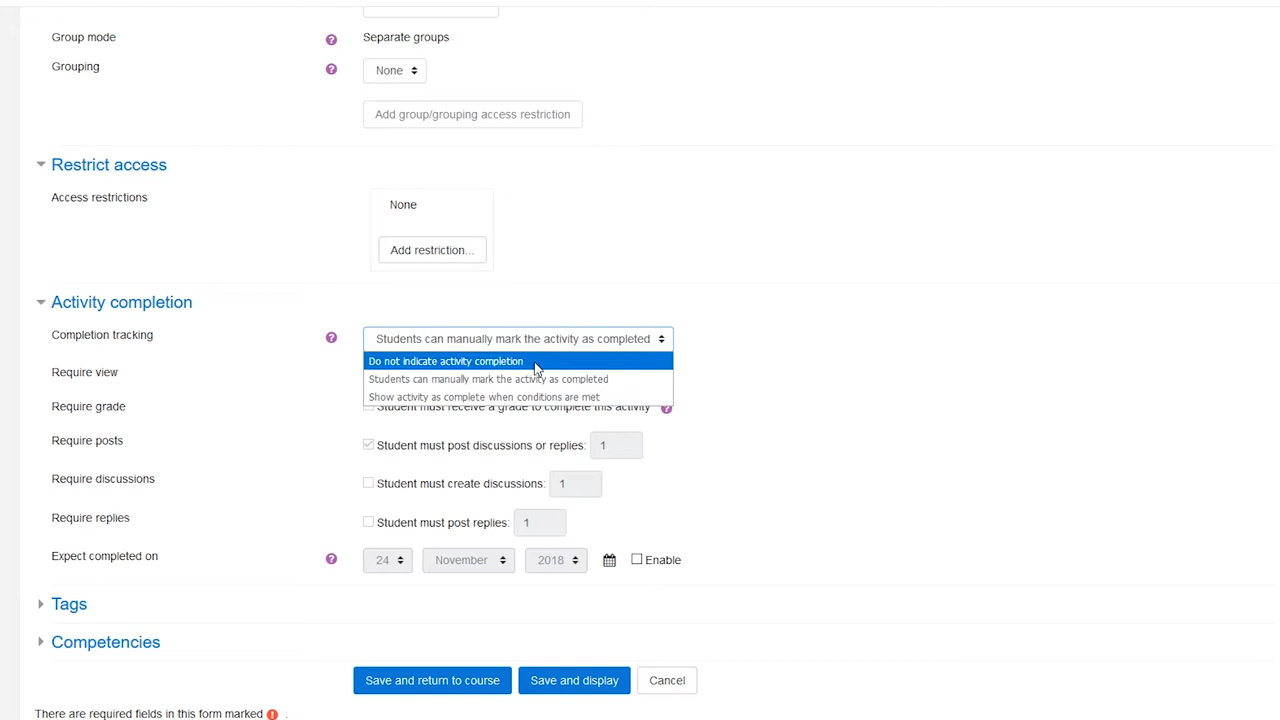 Group mode
Separate groups
Grouping
None
Add group/grouping access restriction
Restrict access
Access restrictions
None
Add restriction...
Activity completion
Completion tracking
Students can manually mark the activity as completed
Do not indicate activity completion
Students can manually mark the activity as completed
Show activity as complete when conditions are met
Require view
Require grade
Student must receive a grade to complete this activity
Require posts
Student must post discussions or replies: 1
Require discussions
Student must create discussions: 1
Require replies
Student must post replies: 1
Expect completed on
24 November 2018 Enable
Tags
Competencies
Save and return to course
Save and display
Cancel
There are required fields in this form marked .